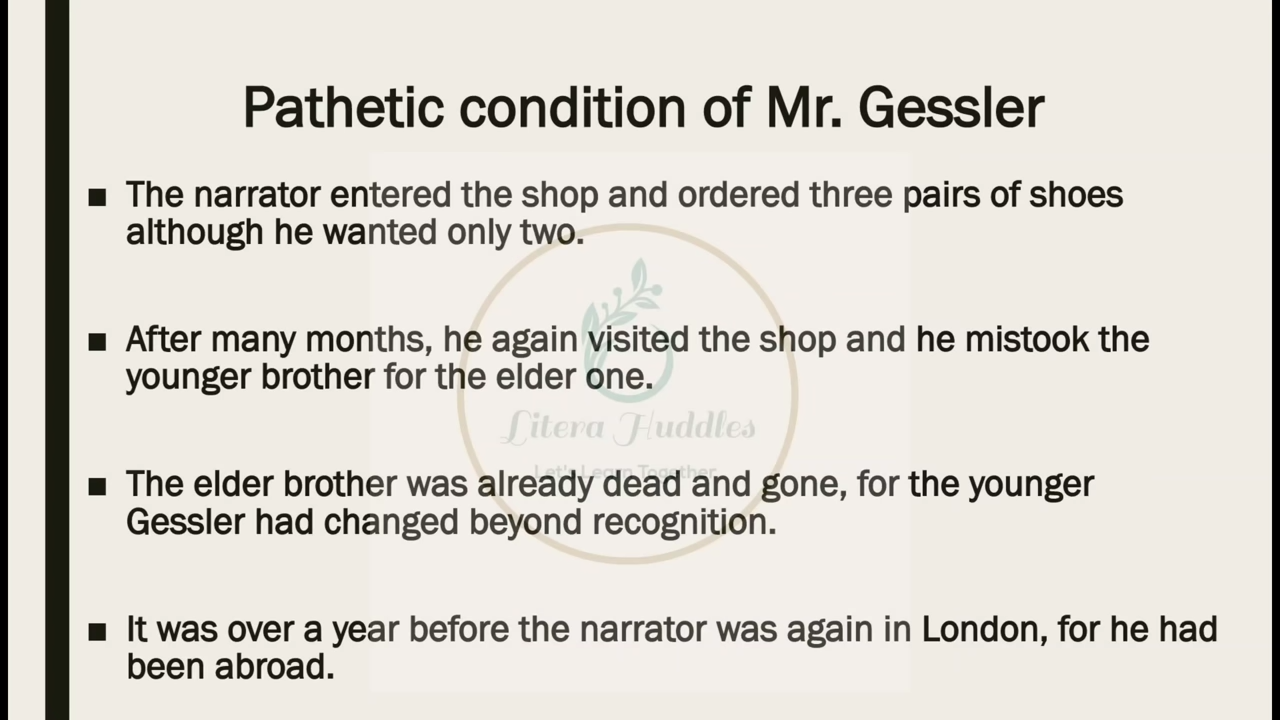 Pathetic condition of Mr. Gessler
■ The narrator entered the shop and ordered three pairs of shoes
although he wanted only two.
■ After many months, he again visited the shop and he mistook the
younger brother for the elder one.
Litera Huddles
Let's Learn Together
■ The elder brother was already dead and gone, for the younger
Gessler had changed beyond recognition.
■ It was over a year before the narrator was again in London, for he had
been abroad.